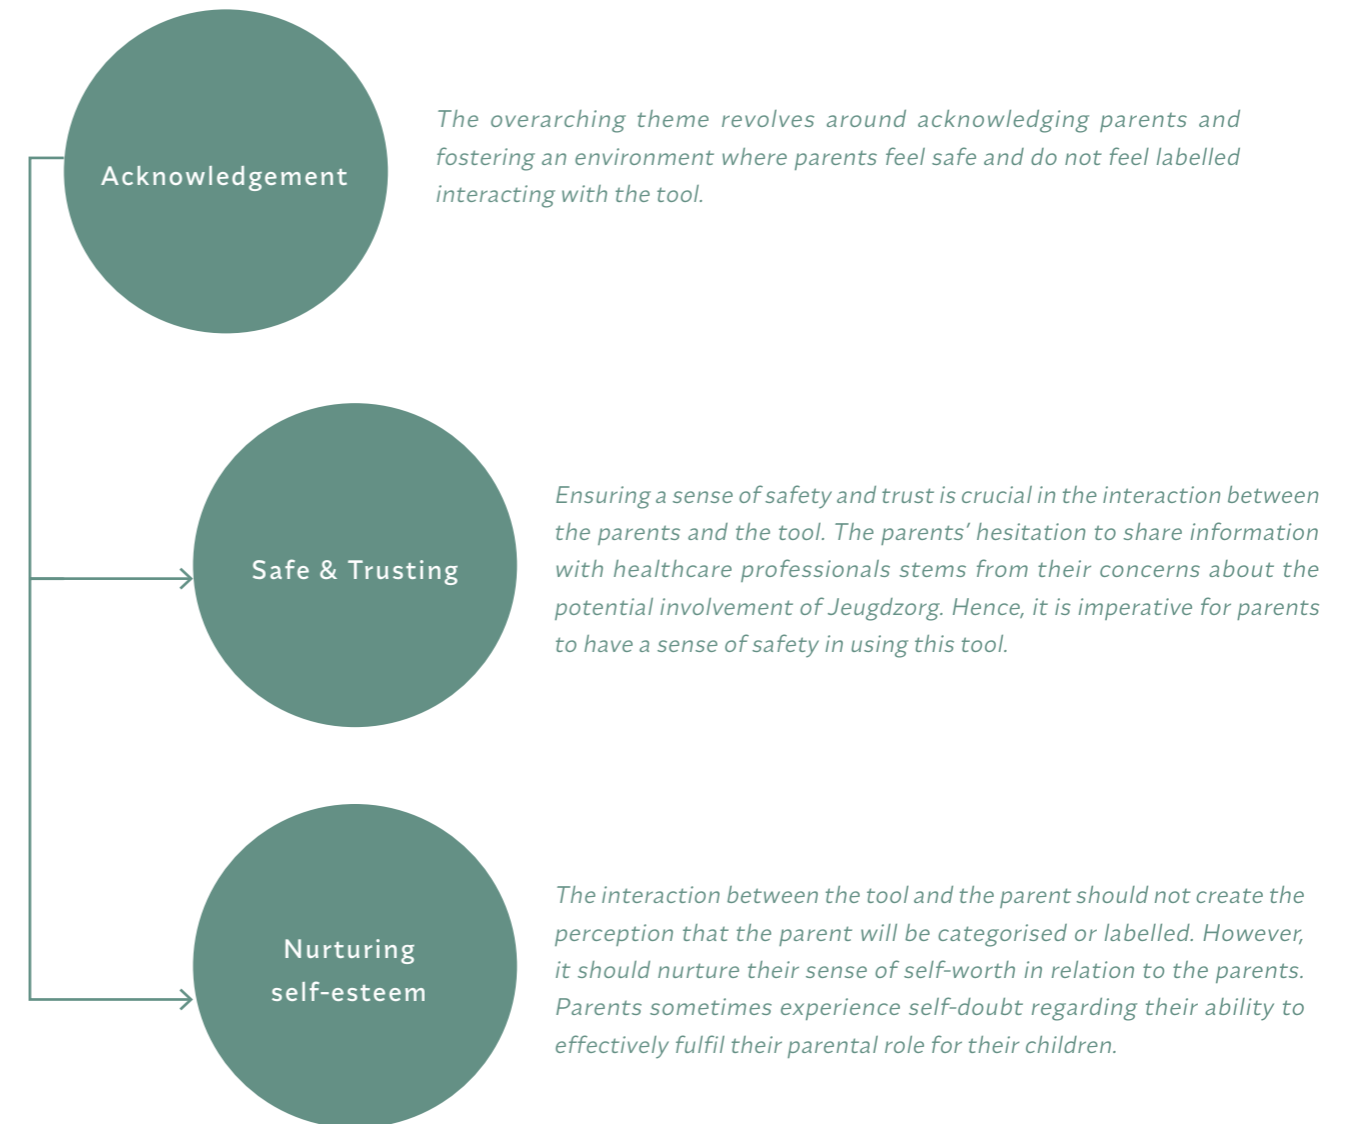 Acknowledgement
The overarching theme revolves around acknowledging parents and
fostering an environment where parents feel safe and do not feel labelled
interacting with the tool.
Safe & Trusting
Ensuring a sense of safety and trust is crucial in the interaction between
the parents and the tool. The parents' hesitation to share information
with healthcare professionals stems from their concerns about the
potential involvement of Jeugdzorg. Hence, it is imperative for parents
to have a sense of safety in using this tool.
Nurturing
self-esteem
The interaction between the tool and the parent should not create the
perception that the parent will be categorised or labelled. However,
it should nurture their sense of self-worth in relation to the parents.
Parents sometimes experience self-doubt regarding their ability to
effectively fulfil their parental role for their children.